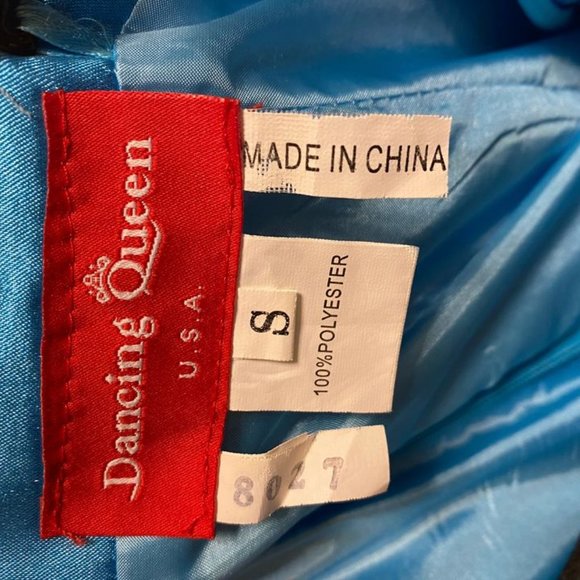 Dancing Queen
U.S.A.
MADE IN CHINA
S
100%POLYESTER
8027